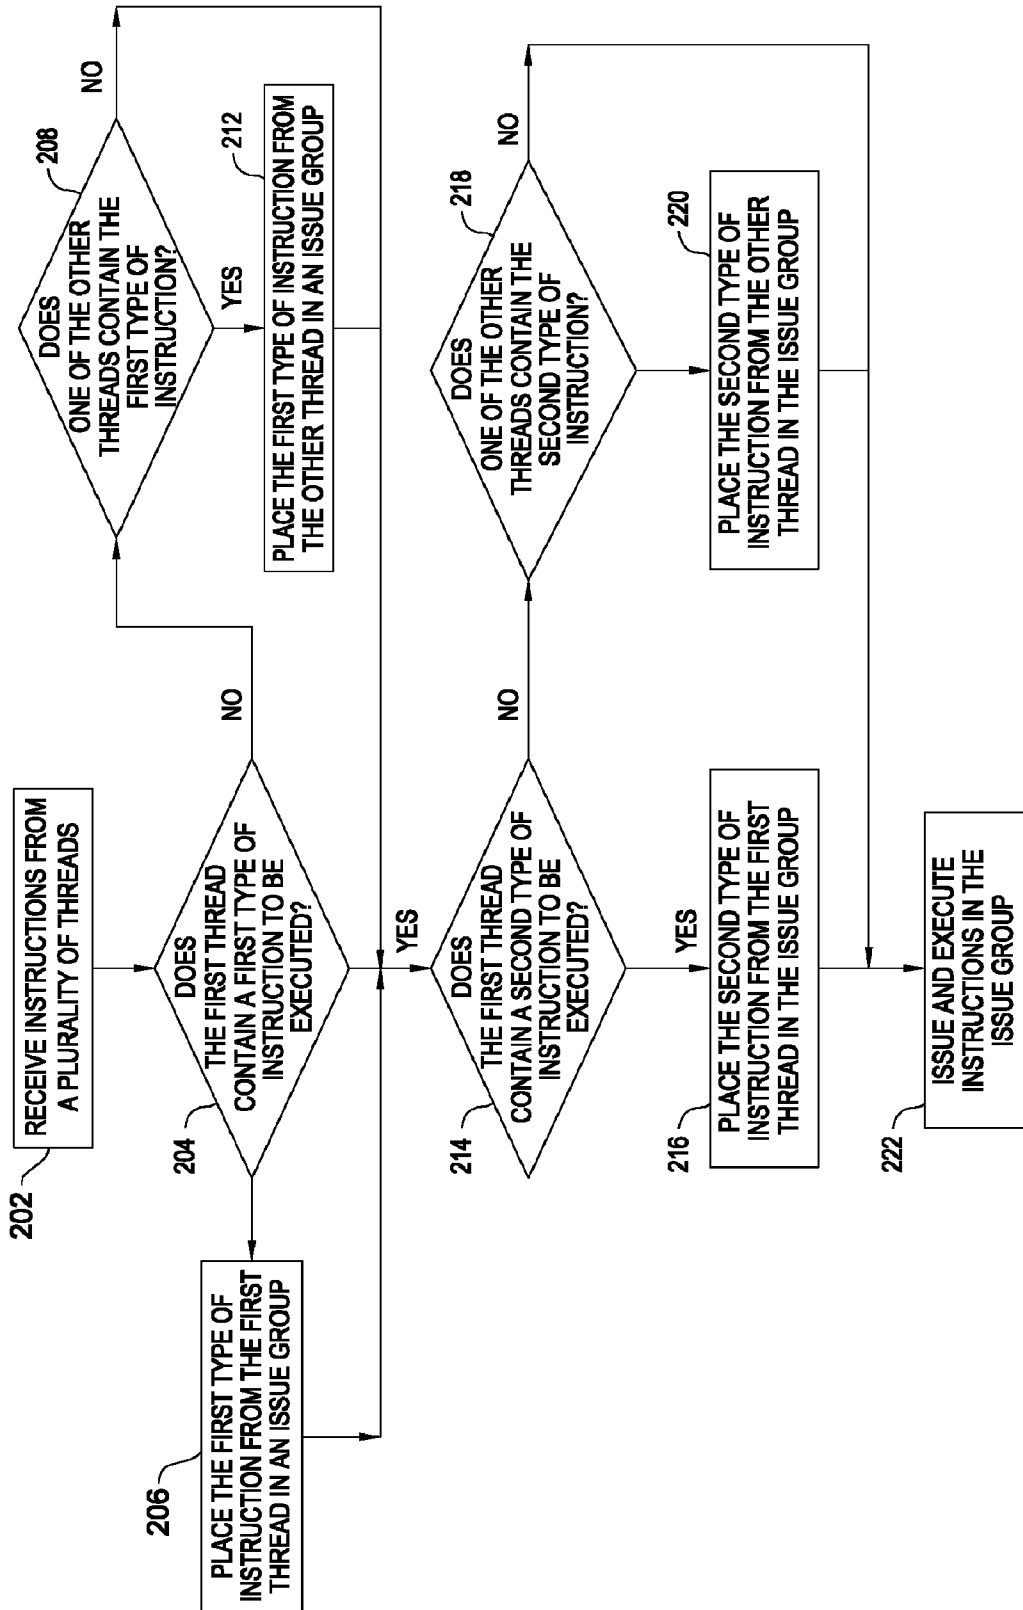 202
RECEIVE INSTRUCTIONS FROM
A PLURALITY OF THREADS
204
DOES
THE FIRST THREAD
CONTAIN A FIRST TYPE OF
INSTRUCTION TO BE
EXECUTED?
NO
YES
206
PLACE THE FIRST TYPE OF
INSTRUCTION FROM THE FIRST
THREAD IN AN ISSUE GROUP
208
DOES
ONE OF THE OTHER
THREADS CONTAIN THE
FIRST TYPE OF
INSTRUCTION?
NO
YES
212
PLACE THE FIRST TYPE OF INSTRUCTION FROM
THE OTHER THREAD IN AN ISSUE GROUP
214
DOES
THE FIRST THREAD
CONTAIN A SECOND TYPE OF
INSTRUCTION TO BE
EXECUTED?
NO
YES
216
PLACE THE SECOND TYPE OF
INSTRUCTION FROM THE FIRST
THREAD IN THE ISSUE GROUP
218
DOES
ONE OF THE OTHER
THREADS CONTAIN THE
SECOND TYPE OF
INSTRUCTION?
NO
220
PLACE THE SECOND TYPE OF
INSTRUCTION FROM THE OTHER
THREAD IN THE ISSUE GROUP
222
ISSUE AND EXECUTE
INSTRUCTIONS IN THE
ISSUE GROUP